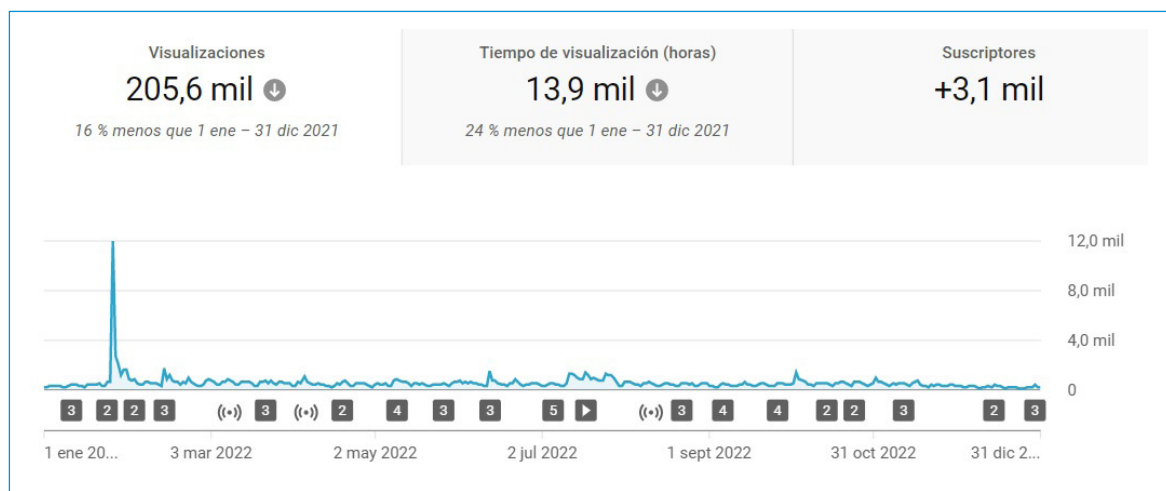 Visualizaciones
205,6 mil
16 % menos que 1 ene – 31 dic 2021
Tiempo de visualización (horas)
13,9 mil
24 % menos que 1 ene – 31 dic 2021
Suscriptores
+3,1 mil
12,0 mil
8,0 mil
4,0 mil
0
3 2 2 3 3 2 4 3 3 5 3 4 4 2 2 3 2 3
1 ene 20... 3 mar 2022 2 may 2022 2 jul 2022 1 sept 2022 31 oct 2022 31 dic 2...